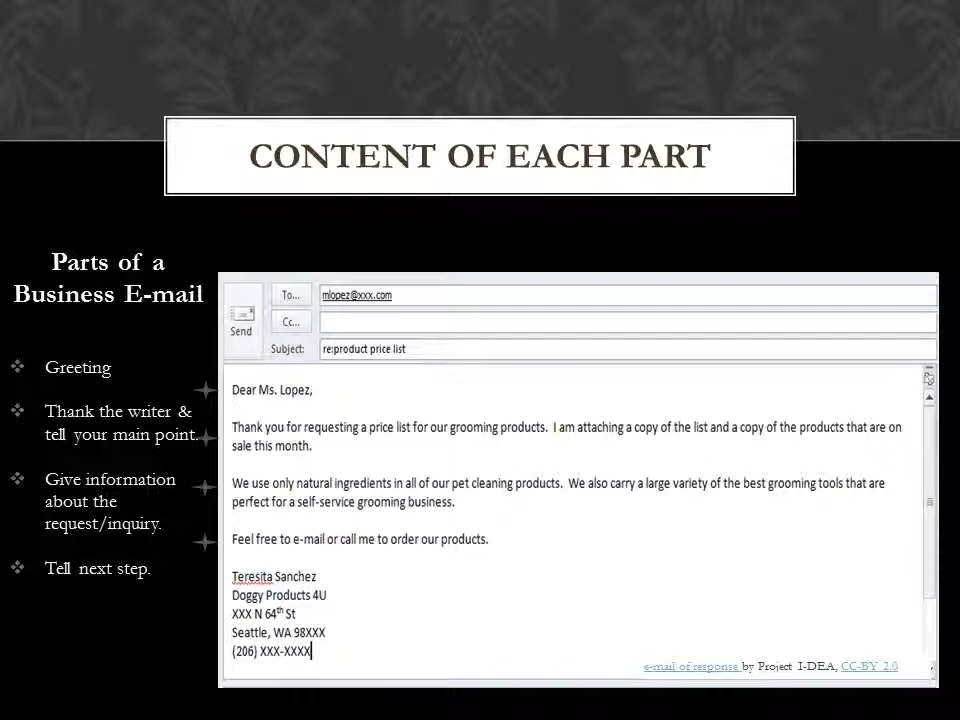 CONTENT OF EACH PART
Parts of a
Business E-mail
Greeting
Thank the writer &
tell your main point.
Give information
about the
request/inquiry.
Tell next step.
Send
To...
mlopez@xxx.com
Cc...
Subject:
re:product price list
Dear Ms. Lopez,
Thank you for requesting a price list for our grooming products. I am attaching a copy of the list and a copy of the products that are on
sale this month.
We use only natural ingredients in all of our pet cleaning products. We also carry a large variety of the best grooming tools that are
perfect for a self-service grooming business.
Feel free to e-mail or call me to order our products.
Teresita Sanchez
Doggy Products 4U
XXX N 64th St
Seattle, WA 98XXX
(206) XXX-XXXX
e-mail of response by Project I-DEA, CC-BY 2.0